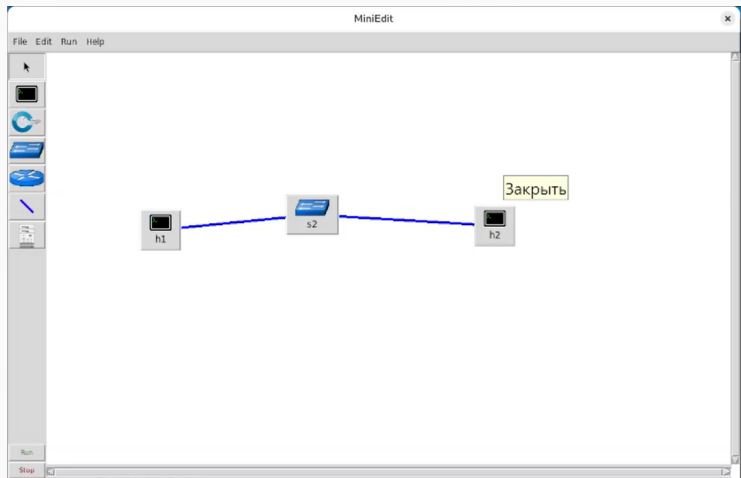 MiniEdit
File Edit Run Help
Закрыть
s2
h1
h2
Run
Stop